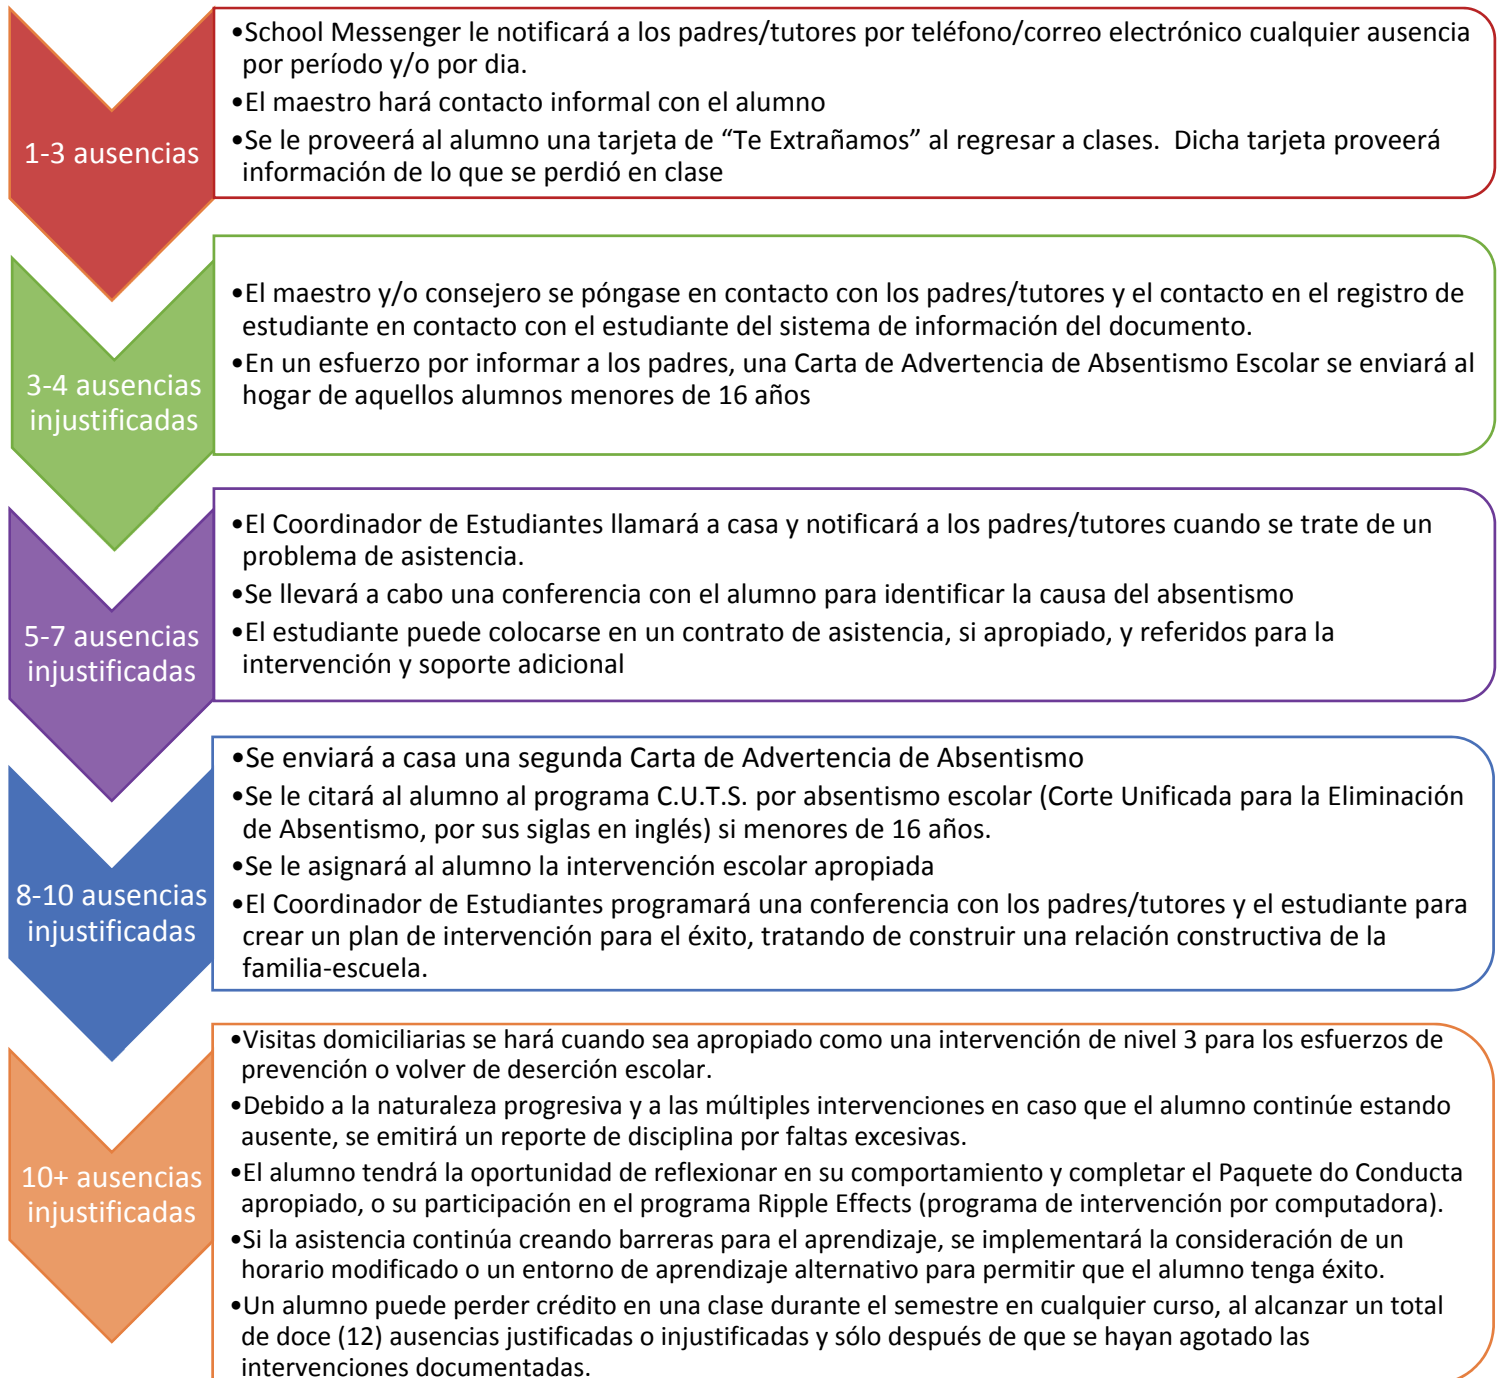 1-3 ausencias
•School Messenger le notificará a los padres/tutores por teléfono/correo electrónico cualquier ausencia
por período y/o por dia.
•El maestro hará contacto informal con el alumno
•Se le proveerá al alumno una tarjeta de “Te Extrañamos” al regresar a clases.  Dicha tarjeta proveerá
información de lo que se perdió en clase
3-4 ausencias
injustificadas
•El maestro y/o consejero se póngase en contacto con los padres/tutores y el contacto en el registro de
estudiante en contacto con el estudiante del sistema de información del documento.
•En un esfuerzo por informar a los padres, una Carta de Advertencia de Absentismo Escolar se enviará al
hogar de aquellos alumnos menores de 16 años
5-7 ausencias
injustificadas
•El Coordinador de Estudiantes llamará a casa y notificará a los padres/tutores cuando se trate de un
problema de asistencia.
•Se llevará a cabo una conferencia con el alumno para identificar la causa del absentismo
•El estudiante puede colocarse en un contrato de asistencia, si apropiado, y referidos para la
intervención y soporte adicional
8-10 ausencias
injustificadas
•Se enviará a casa una segunda Carta de Advertencia de Absentismo
•Se le citará al alumno al programa C.U.T.S. por absentismo escolar (Corte Unificada para la Eliminación
de Absentismo, por sus siglas en inglés) si menores de 16 años.
•Se le asignará al alumno la intervención escolar apropiada
•El Coordinador de Estudiantes programará una conferencia con los padres/tutores y el estudiante para
crear un plan de intervención para el éxito, tratando de construir una relación constructiva de la
familia-escuela.
10+ ausencias
injustificadas
•Visitas domiciliarias se hará cuando sea apropiado como una intervención de nivel 3 para los esfuerzos de
prevención o volver de deserción escolar.
•Debido a la naturaleza progresiva y a las múltiples intervenciones en caso que el alumno continúe estando
ausente, se emitirá un reporte de disciplina por faltas excesivas.
•El alumno tendrá la oportunidad de reflexionar en su comportamiento y completar el Paquete do Conducta
apropiado, o su participación en el programa Ripple Effects (programa de intervención por computadora).
•Si la asistencia continúa creando barreras para el aprendizaje, se implementará la consideración de un
horario modificado o un entorno de aprendizaje alternativo para permitir que el alumno tenga éxito.
•Un alumno puede perder crédito en una clase durante el semestre en cualquier curso, al alcanzar un total
de doce (12) ausencias justificadas o injustificadas y sólo después de que se hayan agotado las
intervenciones documentadas.